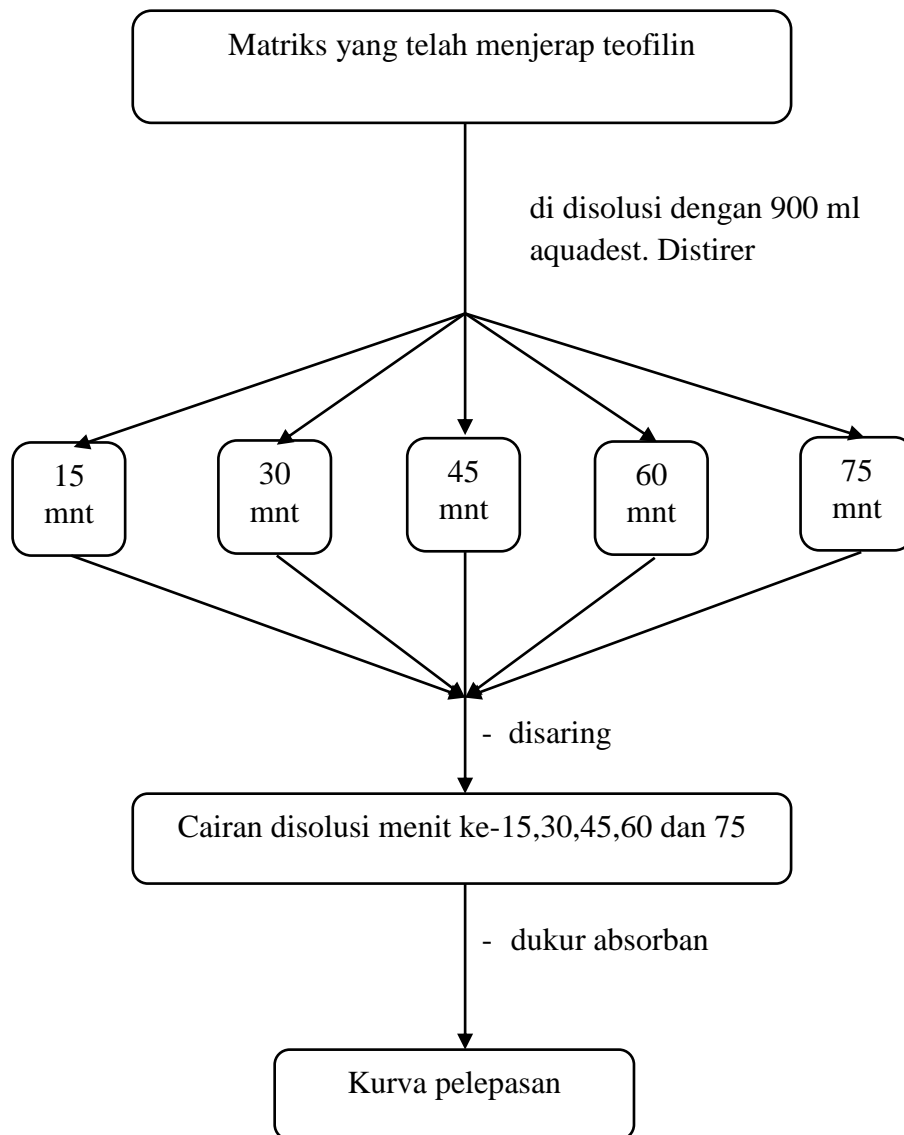 Matriks yang telah menjerap teofilin
di disolusi dengan 900 ml
aquadest. Distirer
15
mnt
30
mnt
45
mnt
60
mnt
75
mnt
- disaring
Cairan disolusi menit ke-15,30,45,60 dan 75
- dukur absorban
Kurva pelepasan